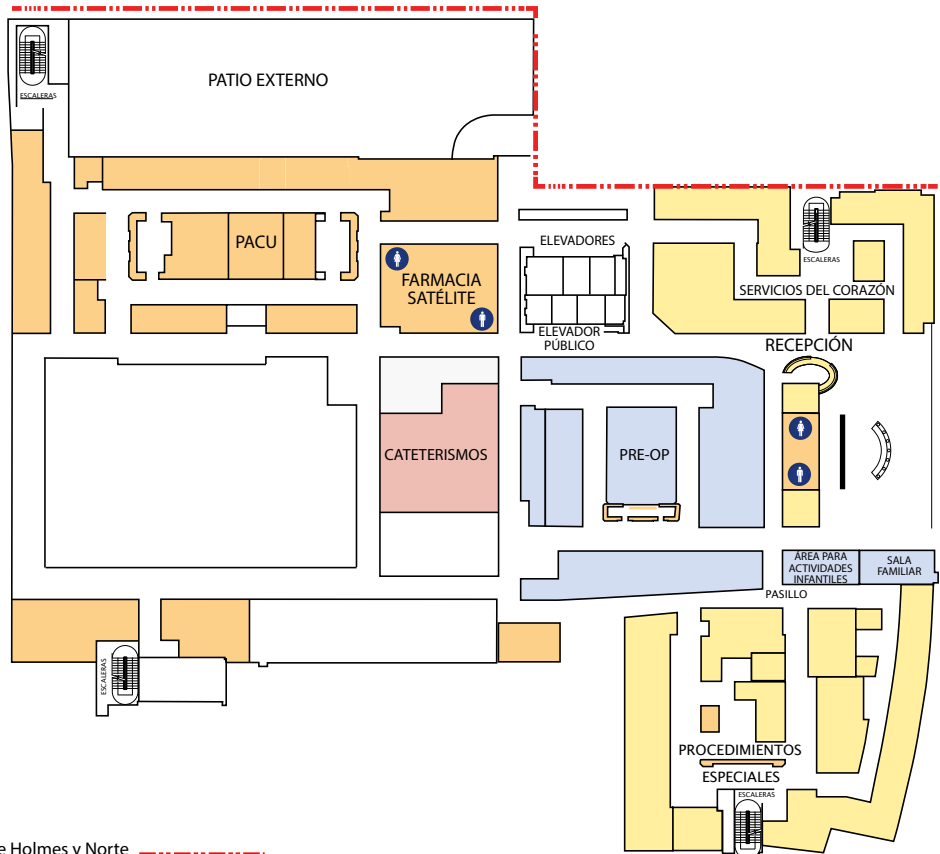 PATIO EXTERNO
ESCALERAS
PACU
FARMACIA
SATÉLITE
ELEVADORES
ELEVADOR
PÚBLICO
ESCALERAS
SERVICIOS DEL CORAZÓN
RECEPCIÓN
CATETERISMOS
PRE-OP
ÁREA PARA
ACTIVIDADES
INFANTILES
SALA
FAMILIAR
PASILLO
ESCALERAS
PROCEDIMIENTOS
ESPECIALES
ESCALERAS
e Holmes y Norte